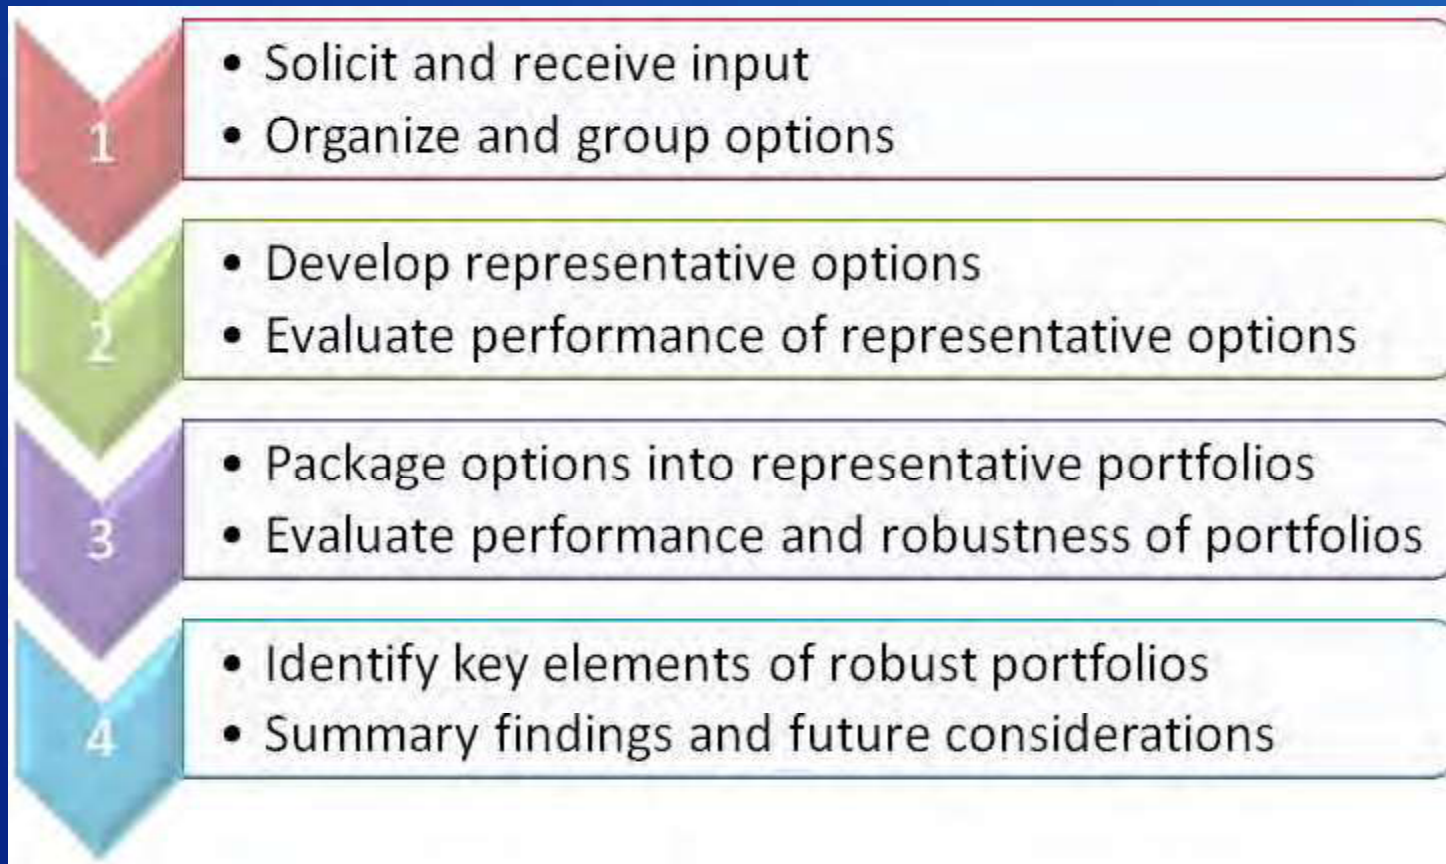 1
• Solicit and receive input
• Organize and group options
2
• Develop representative options
• Evaluate performance of representative options
3
• Package options into representative portfolios
• Evaluate performance and robustness of portfolios
4
• Identify key elements of robust portfolios
• Summary findings and future considerations